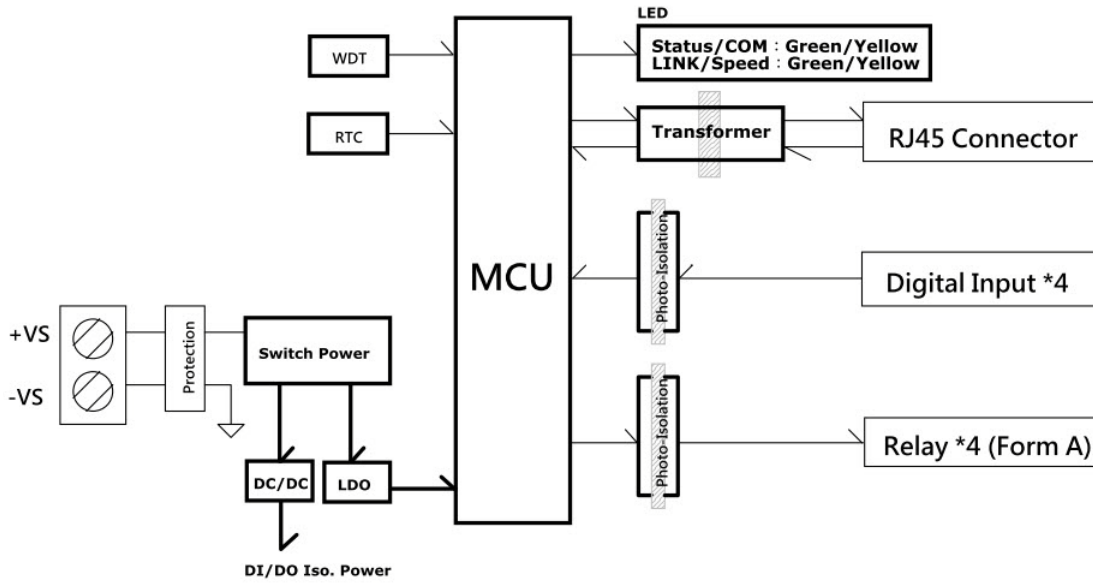 LED
Status/COM：Green/Yellow
LINK/Speed：Green/Yellow
WDT
RTC
Transformer
RJ45 Connector
MCU
Photo-Isolation
Digital Input *4
+VS
-VS
Protection
Switch Power
Photo-Isolation
Relay *4 (Form A)
DC/DC
LDO
DI/DO Iso. Power